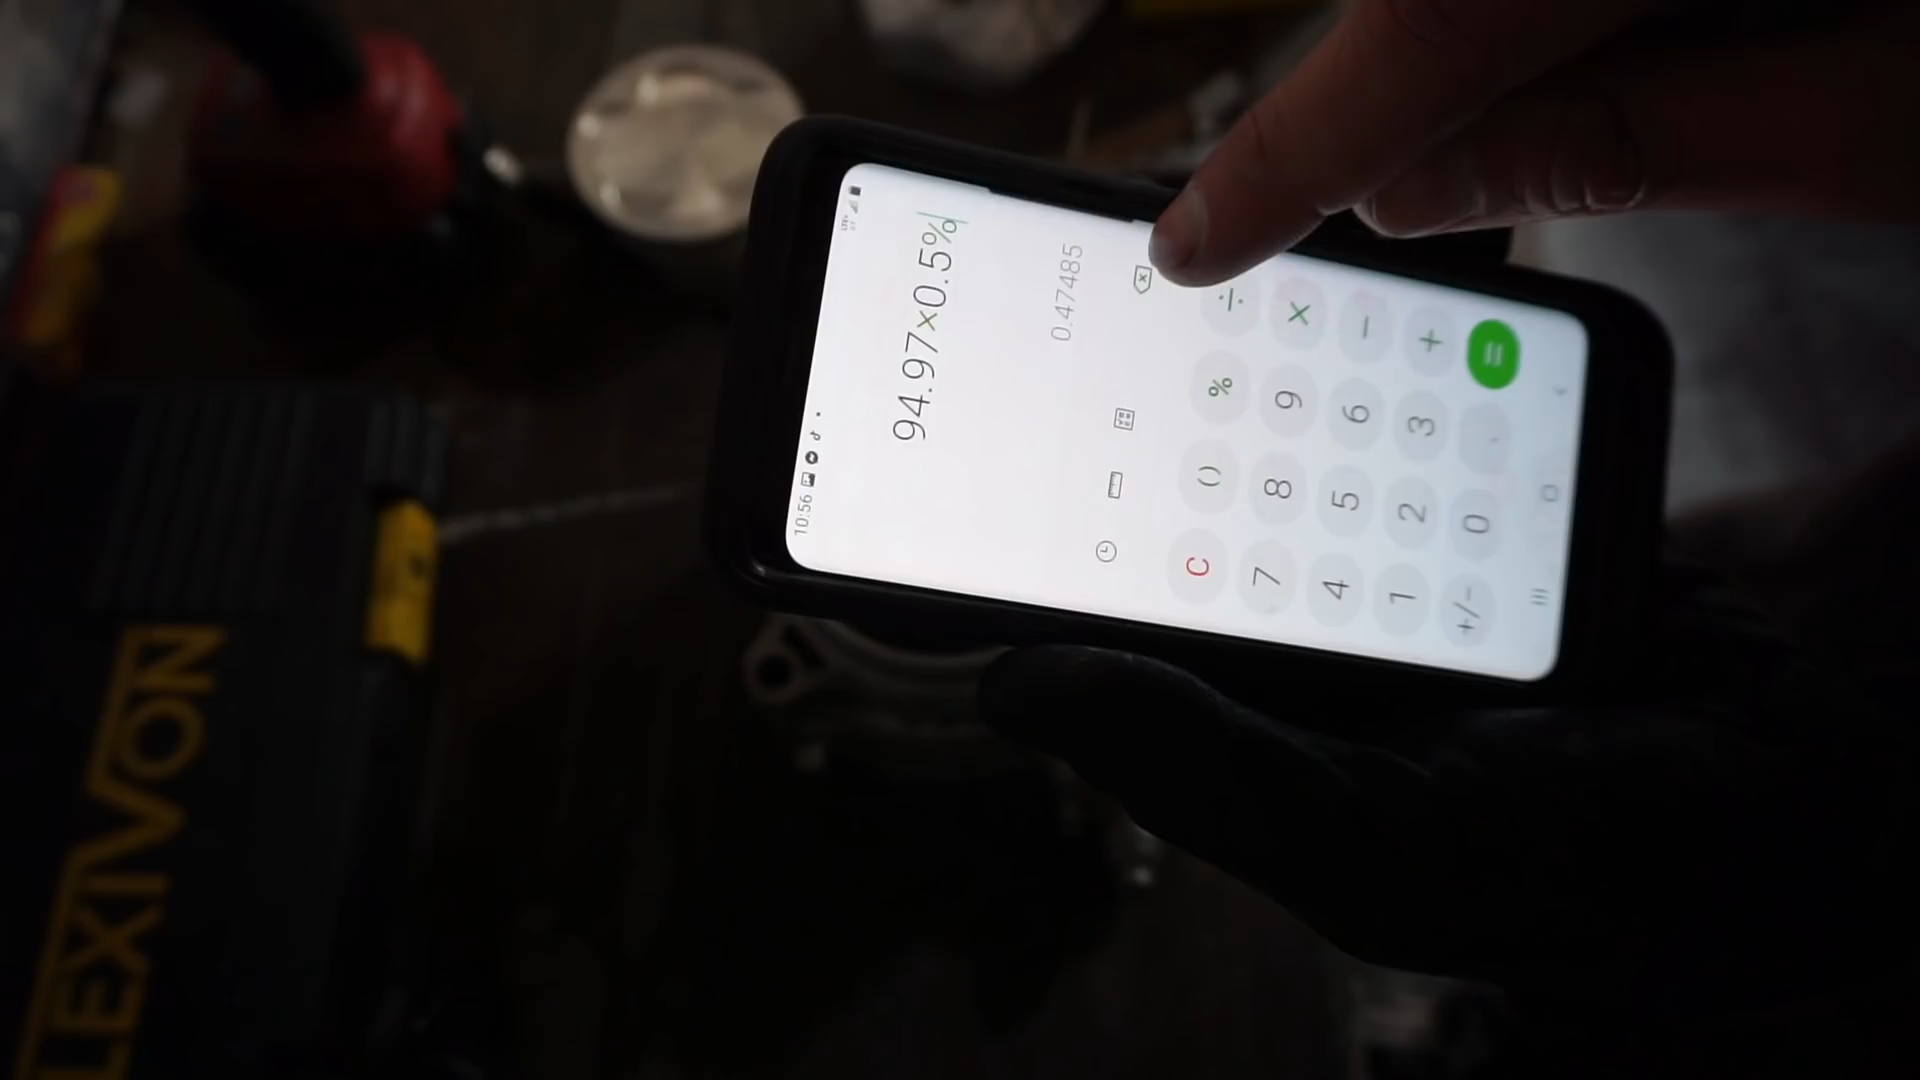 10:56
94.97×0.5%
0.47485
C () % ÷
7 8 9 ×
4 5 6 −
1 2 3 +
+/− 0 . =
LEXIVON